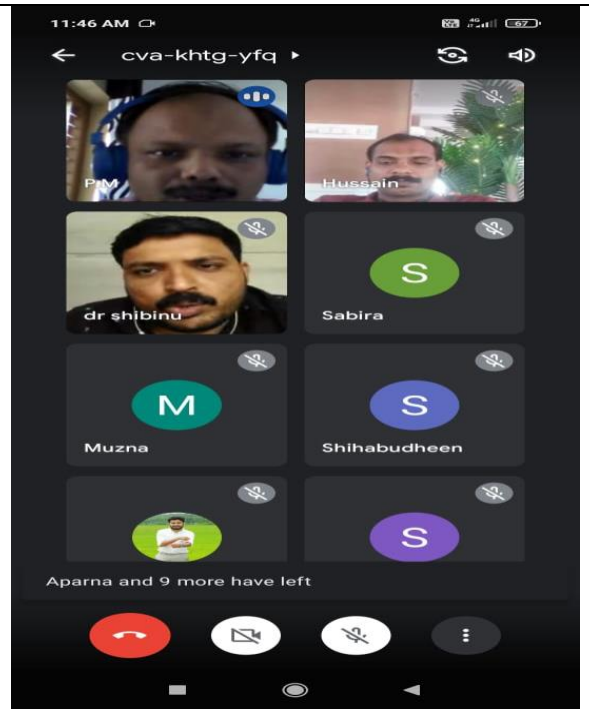 11:46 AM
4G
67
cva-khtg-yfq
P M
Hussain
dr shibinu
S
Sabira
M
Muzna
S
Shihabudheen
S
Aparna and 9 more have left